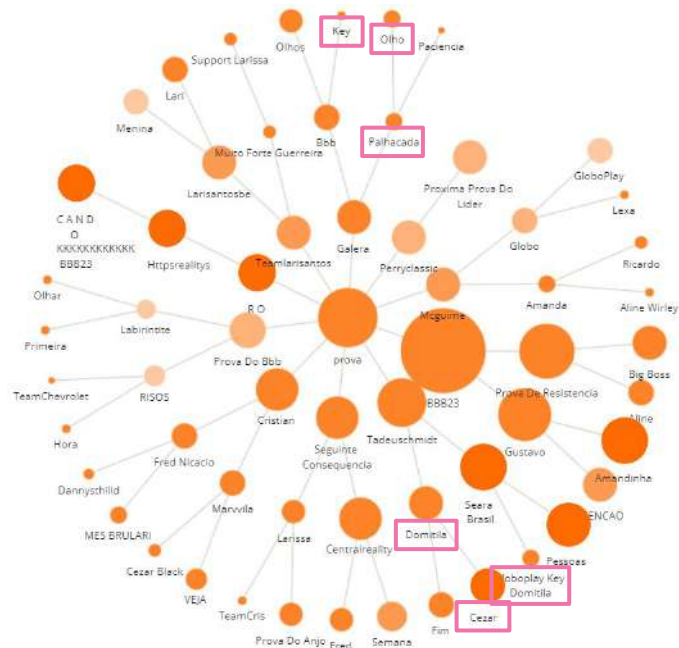 Key
Olho
Olhos
Paciencia
Support Larissa
Lari
Bbb
Menina
Muito Forte Guerreira
Palhacada
Larisantosbe
Proxima Prova Do
Lider
GloboPlay
C A N D
O
KKKKKKKKKKKK
BBB23
Httpsrealitys
Teamlarisantos
Galera
Perryclassic
Globo
Lexa
Ricardo
Olhar
R O
Mcguime
Amanda
Aline Wirley
Labirintite
Primeira
Prova Do Bbb
prova
Big Boss
TeamChevrolet
RISOS
BBB23
Prova De Resistencia
Aline
Hora
Cristian
Tadeuschmidt
Gustavo
Seguinte
Consequencia
Amandinha
Fred Nicacio
Dannysthilld
Seara
Brasil
ENCAO
Marvvila
MES BRULARI
Larissa
Centralreality
Domitila
Pessoas
Cezar Black
loboplay Key
Domitila
VEJA
TeamCris
Cezar
Prova Do Anjo
Fred
Semana
Fim